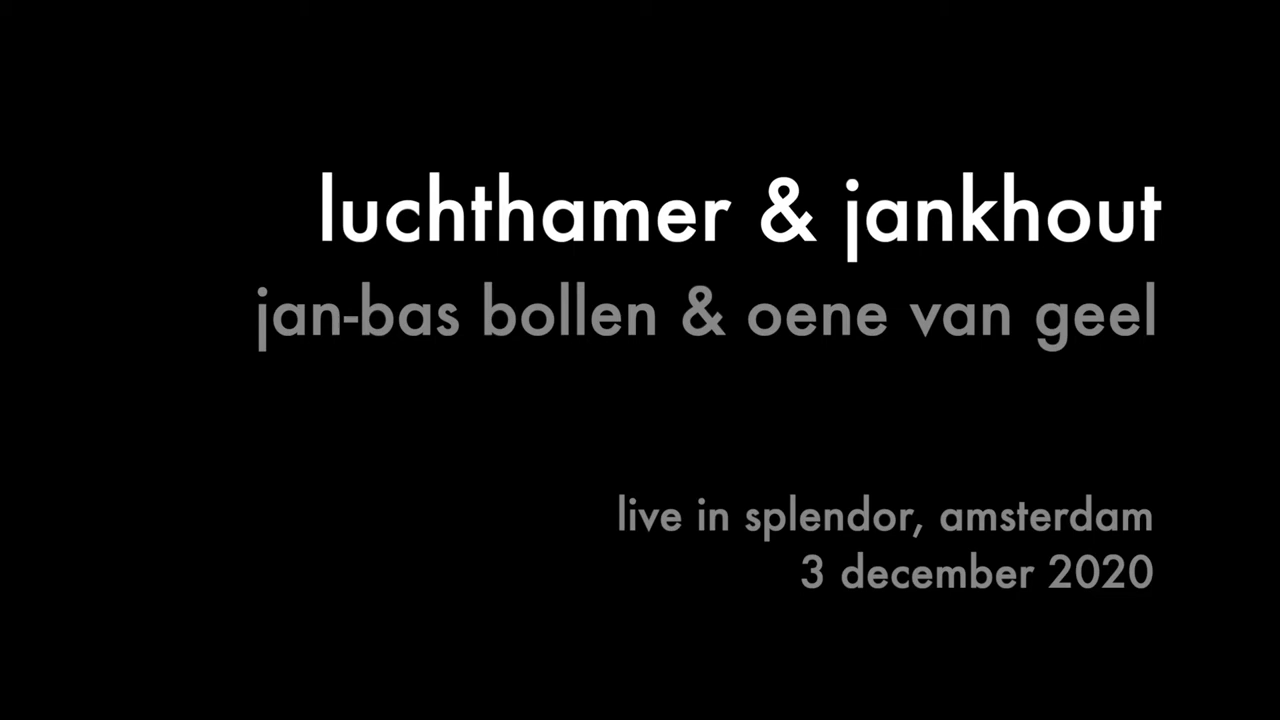 luchthamer & jankhout
jan-bas bollen & oene van geel
live in splendor, amsterdam
3 december 2020